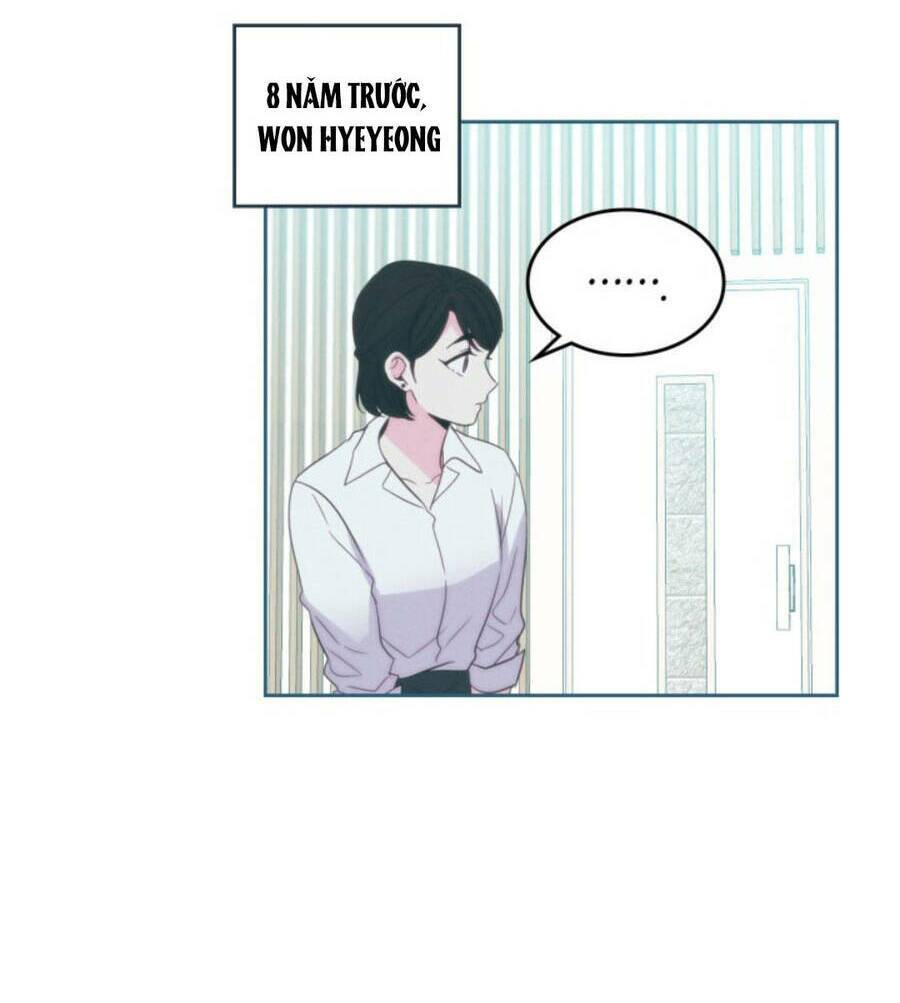 8 NĂM TRƯỚC,
WON HYEYEONG
.......